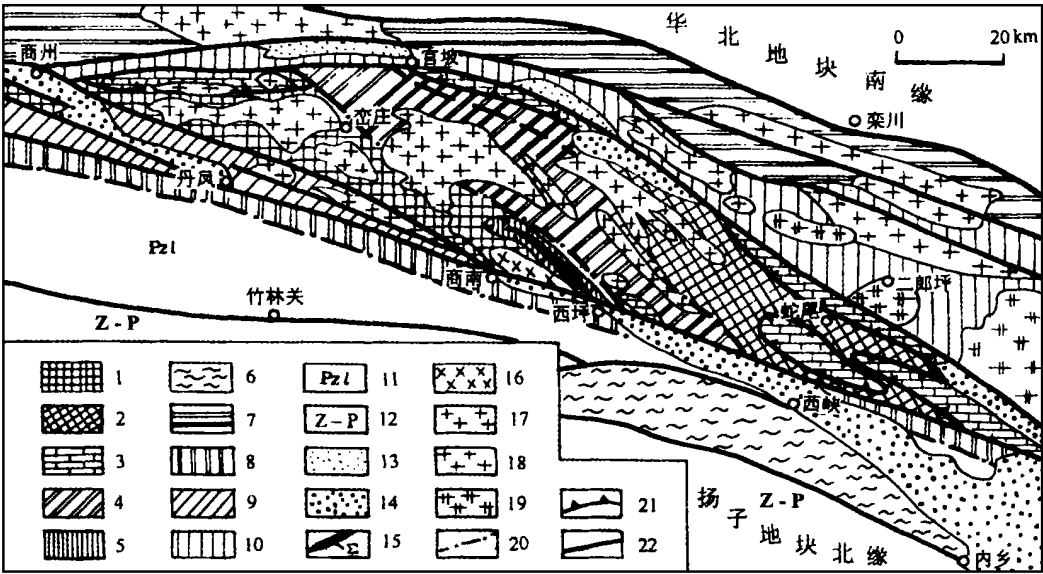 华北地块南缘
0 20 km
商州
官坡
栾川
峦庄
丹凤
Pzl
商南
二郎坪
蛇尾
竹林关
西坪
Z-P
西峡
1 6 Pzl 11 16
2 7 Z-P 12 17
3 8 13 18
4 9 14 19 21
5 10 Σ 15 20 22
扬子地块北缘
Z-P
内乡